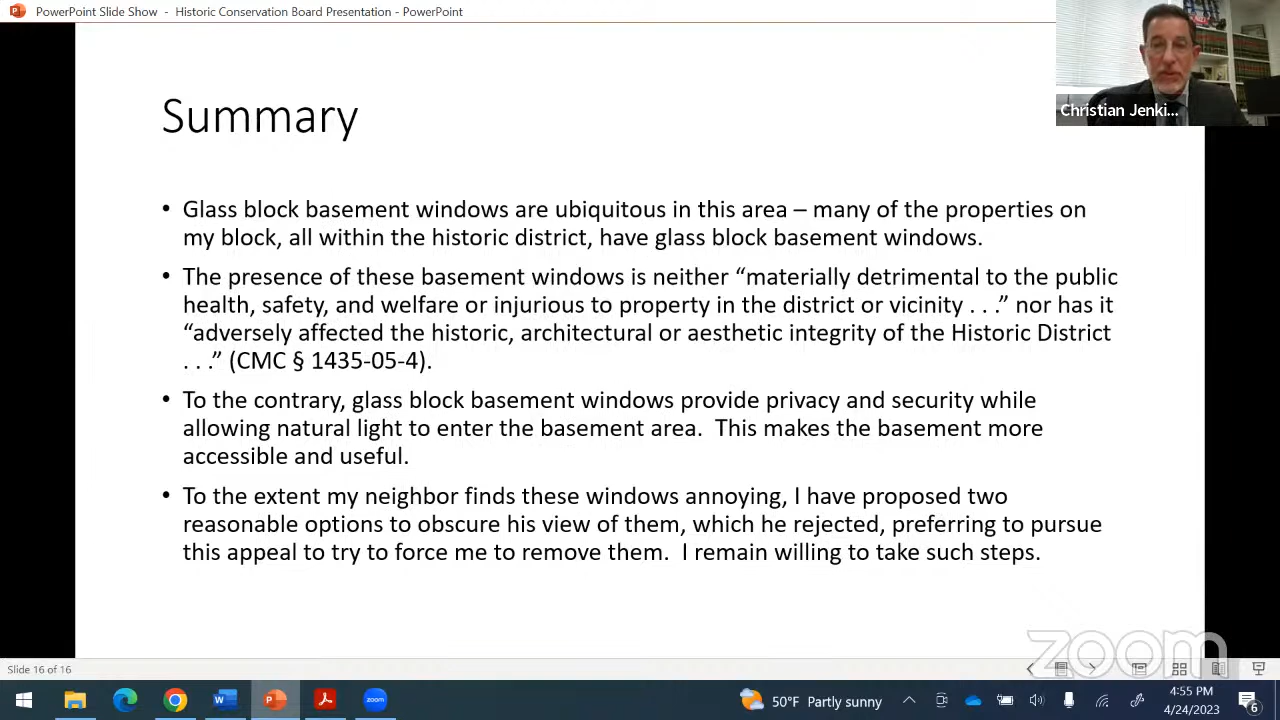 PowerPoint Slide Show - Historic Conservation Board Presentation - PowerPoint
Christian Jenki...
Summary
• Glass block basement windows are ubiquitous in this area – many of the properties on
my block, all within the historic district, have glass block basement windows.
• The presence of these basement windows is neither “materially detrimental to the public
health, safety, and welfare or injurious to property in the district or vicinity . . .” nor has it
“adversely affected the historic, architectural or aesthetic integrity of the Historic District
. . .” (CMC § 1435-05-4).
• To the contrary, glass block basement windows provide privacy and security while
allowing natural light to enter the basement area.  This makes the basement more
accessible and useful.
• To the extent my neighbor finds these windows annoying, I have proposed two
reasonable options to obscure his view of them, which he rejected, preferring to pursue
this appeal to try to force me to remove them.  I remain willing to take such steps.
zoom
Slide 16 of 16
zoom
50°F Partly sunny
4:55 PM
4/24/2023
6